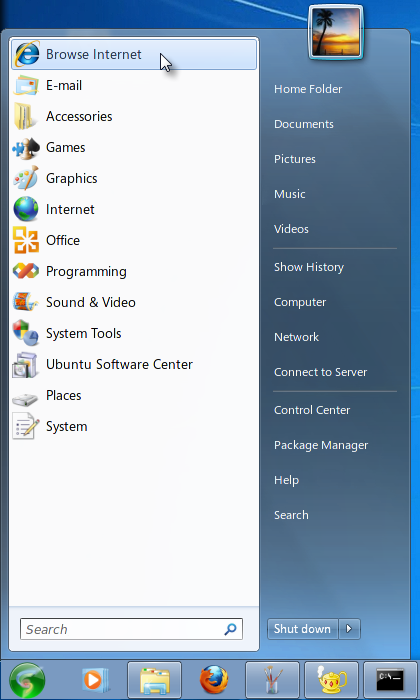 Browse Internet
E-mail
Accessories
Games
Graphics
Internet
Office
Programming
Sound & Video
System Tools
Ubuntu Software Center
Places
System
Search
Home Folder
Documents
Pictures
Music
Videos
Show History
Computer
Network
Connect to Server
Control Center
Package Manager
Help
Search
Shut down
C:\